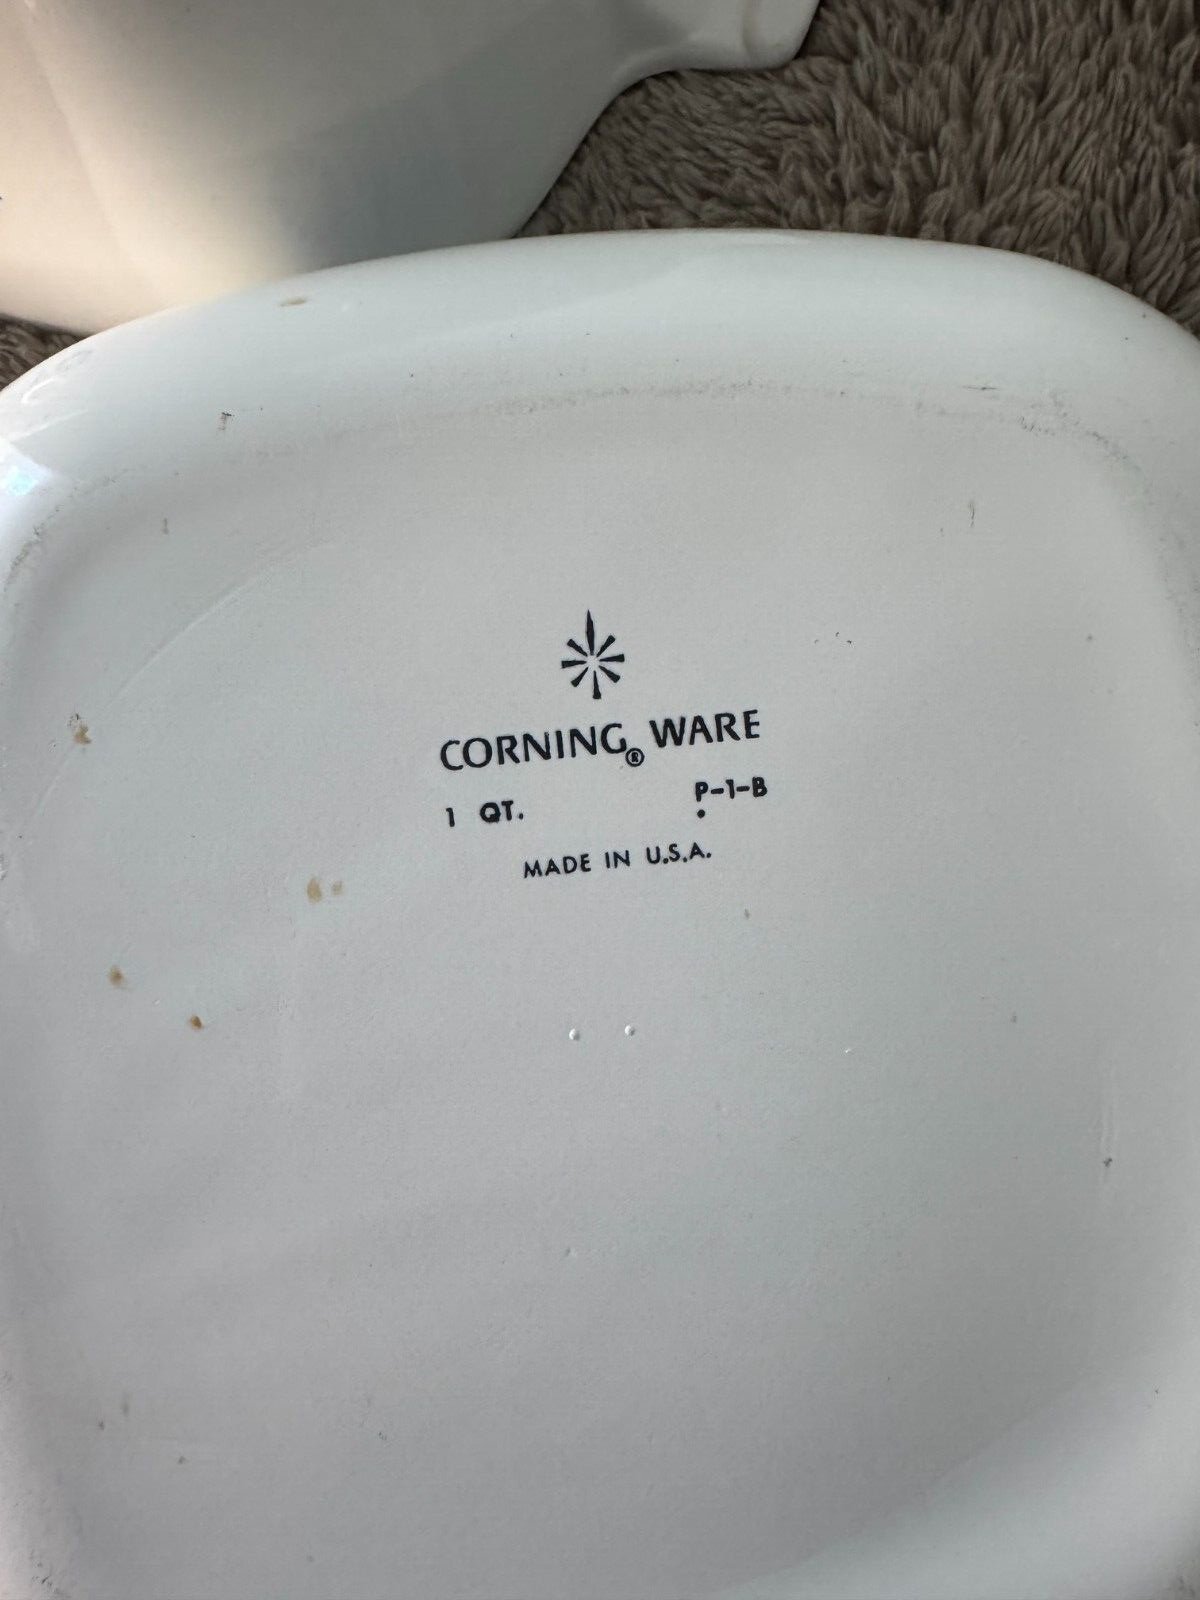 CORNING® WARE
1 QT. P-1-B
MADE IN U.S.A.